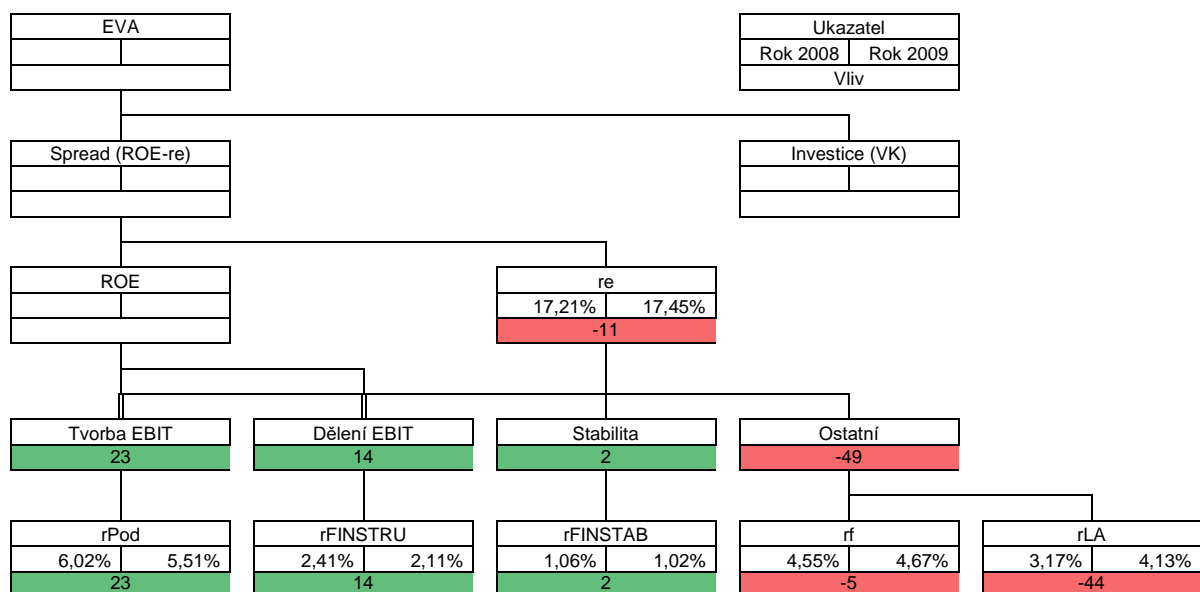 EVA
Ukazatel
Rok 2008 Rok 2009
Vliv
Spread (ROE-re)
Investice (VK)
ROE
re
17,21% 17,45%
-11
Tvorba EBIT
Dělení EBIT
Stabilita
Ostatní
23
14
2
-49
rPod
rFINSTRU
rFINSTAB
rf
rLA
6,02% 5,51%
2,41% 2,11%
1,06% 1,02%
4,55% 4,67%
3,17% 4,13%
23
14
2
-5
-44